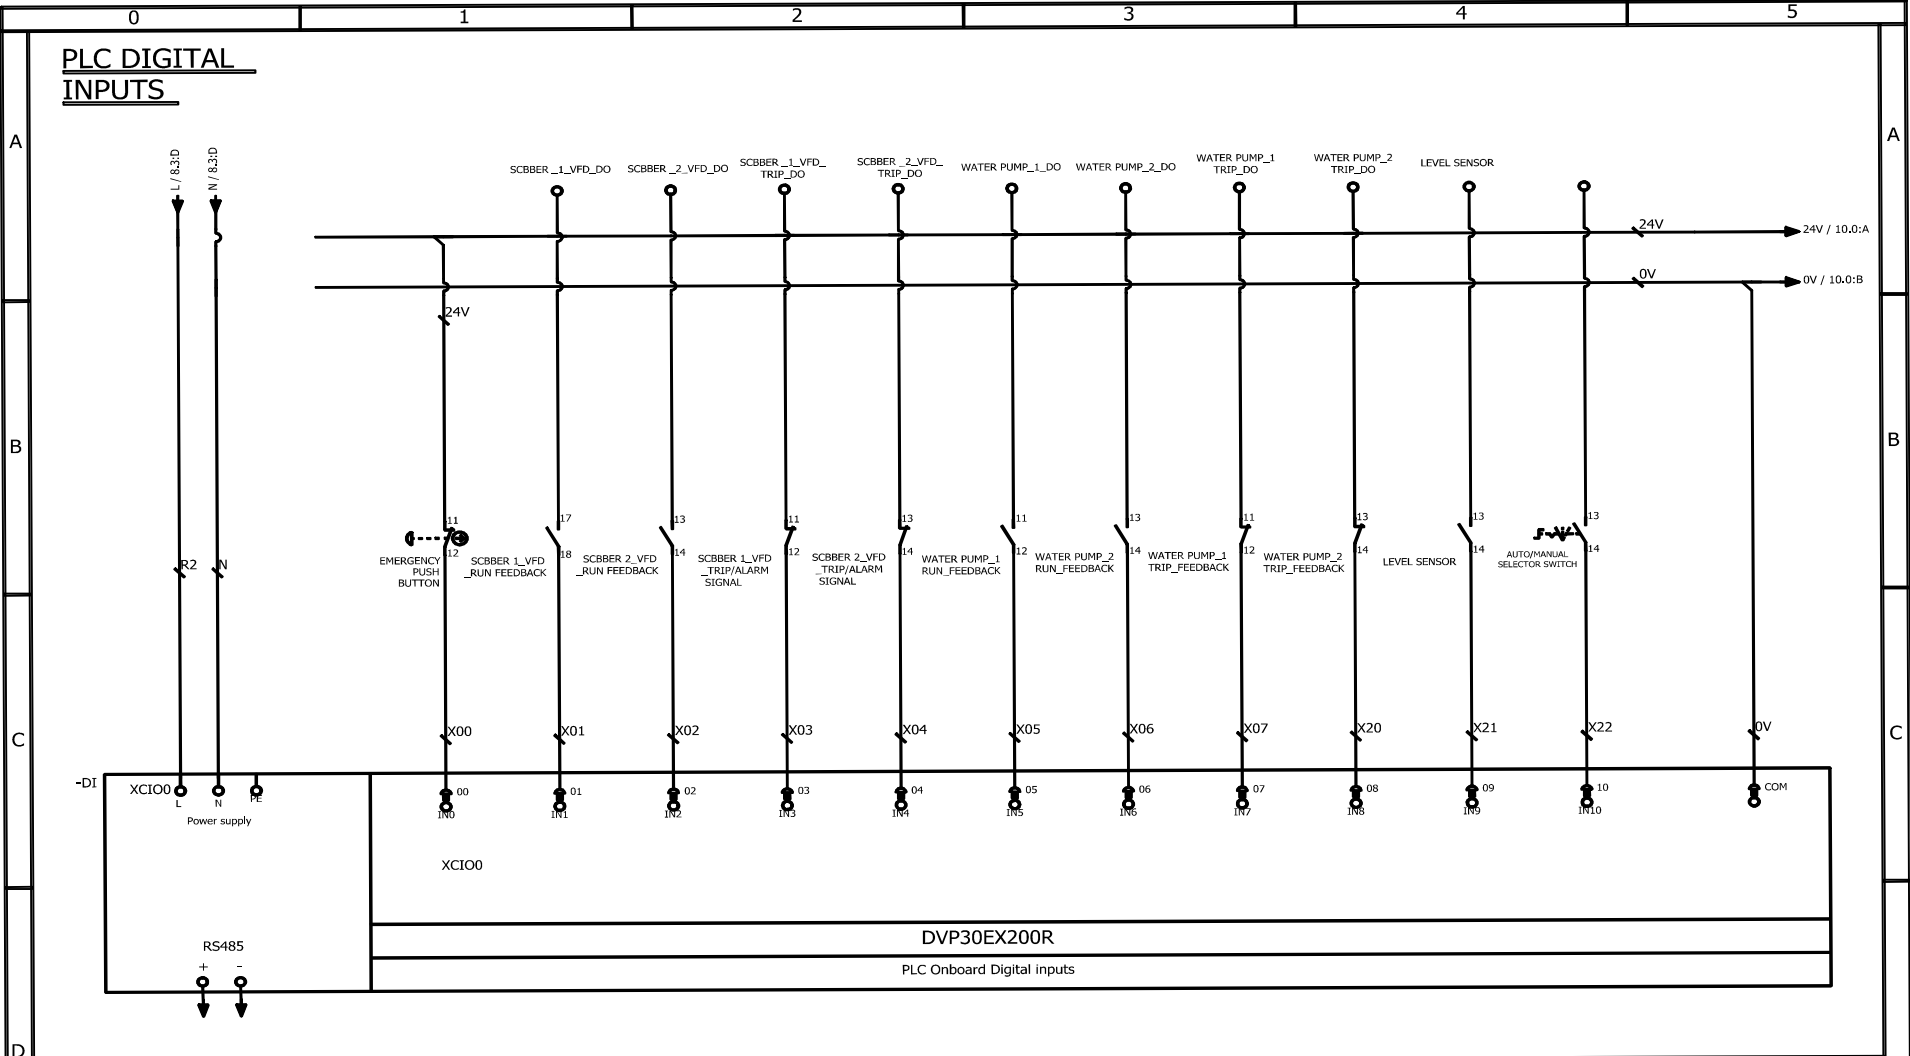 0 1 2 3 4 5
PLC DIGITAL
INPUTS
A A
L / 8.3:D
N / 8.3:D
SCBBER _1_VFD_DO
SCBBER _2_VFD_DO
SCBBER _1_VFD_
TRIP_DO
SCBBER _2_VFD_
TRIP_DO
WATER PUMP_1_DO
WATER PUMP_2_DO
WATER PUMP_1
TRIP_DO
WATER PUMP_2
TRIP_DO
LEVEL SENSOR
24V
24V / 10.0:A
0V
0V / 10.0:B
24V
B B
11 17 13 11 13 11 13 11 13 13 13
12 18 14 12 14 12 14 12 14 14 14
EMERGENCY
PUSH
BUTTON
SCBBER 1_VFD
_RUN FEEDBACK
SCBBER 2_VFD
_RUN FEEDBACK
SCBBER 1_VFD
_TRIP/ALARM
SIGNAL
SCBBER 2_VFD
_TRIP/ALARM
SIGNAL
WATER PUMP_1
RUN_FEEDBACK
WATER PUMP_2
RUN_FEEDBACK
WATER PUMP_1
TRIP_FEEDBACK
WATER PUMP_2
TRIP_FEEDBACK
LEVEL SENSOR
AUTO/MANUAL
SELECTOR SWITCH
R2 N
C C
X00 X01 X02 X03 X04 X05 X06 X07 X20 X21 X22 0V
-DI
XCIO0
L N PE
Power supply
00 01 02 03 04 05 06 07 08 09 10 COM
IN0 IN1 IN2 IN3 IN4 IN5 IN6 IN7 IN8 IN9 IN10
XCIO0
DVP30EX200R
RS485
+ -
PLC Onboard Digital inputs
D